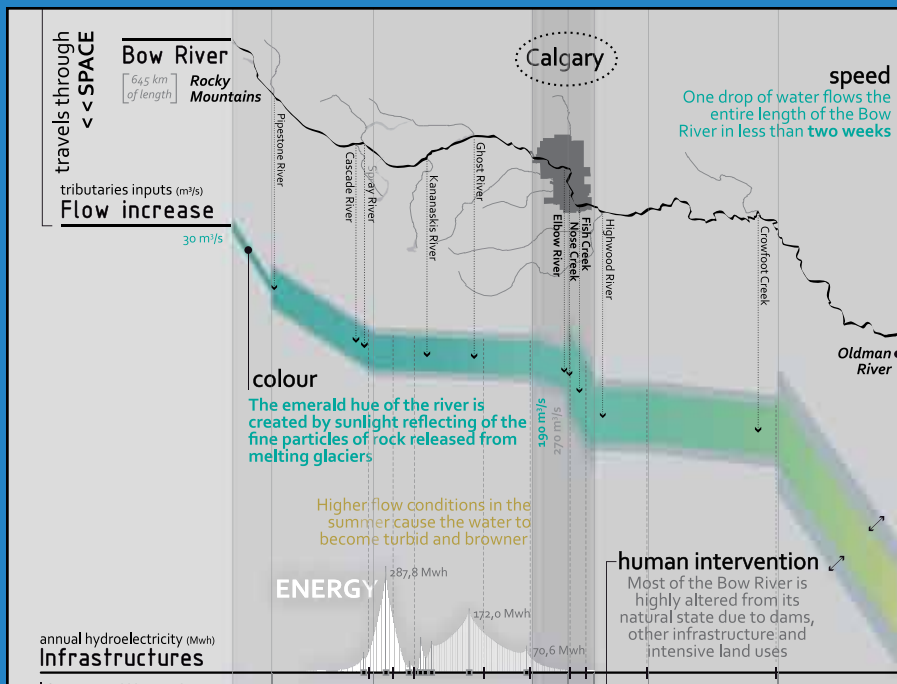 travels through
<< SPACE
Bow River
645 km
of length
Rocky
Mountains
Calgary
speed
One drop of water flows the
entire length of the Bow
River in less than two weeks
Pipestone River
Cascade River
Spray River
Kananaskis River
Ghost River
Elbow River
Nose Creek
Fish Creek
Highwood River
Crowfoot Creek
tributaries inputs (m³/s)
Flow increase
30 m³/s
Oldman
River
colour
The emerald hue of the river is
created by sunlight reflecting of the
fine particles of rock released from
melting glaciers
190 m³/s
270 m³/s
Higher flow conditions in the
summer cause the water to
become turbid and browner
human intervention
Most of the Bow River is
highly altered from its
natural state due to dams,
other infrastructure and
intensive land uses
ENERGY
287,8 Mwh
172,0 Mwh
70,6 Mwh
annual hydroelectricity (Mwh)
Infrastructures